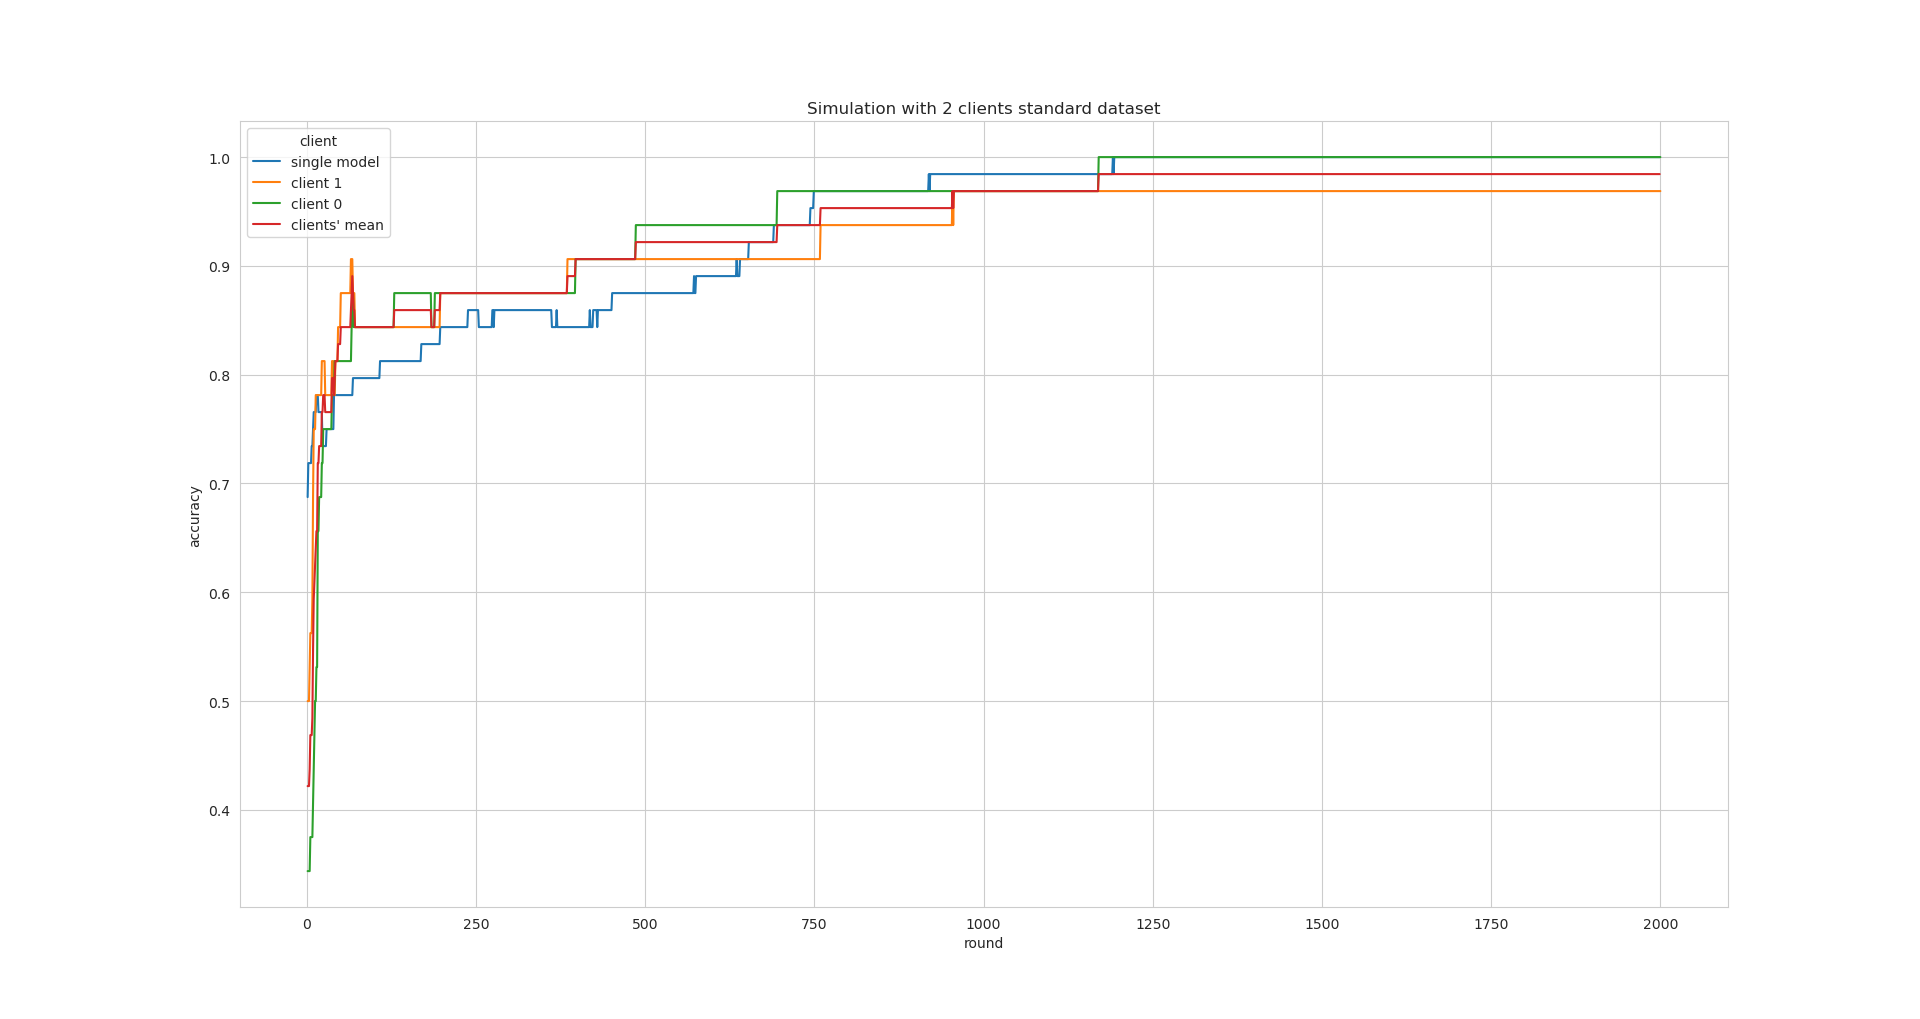 Simulation with 2 clients standard dataset
client
single model
client 1
client 0
clients' mean
1.0
0.9
0.8
0.7
0.6
0.5
0.4
accuracy
0 250 500 750 1000 1250 1500 1750 2000
round